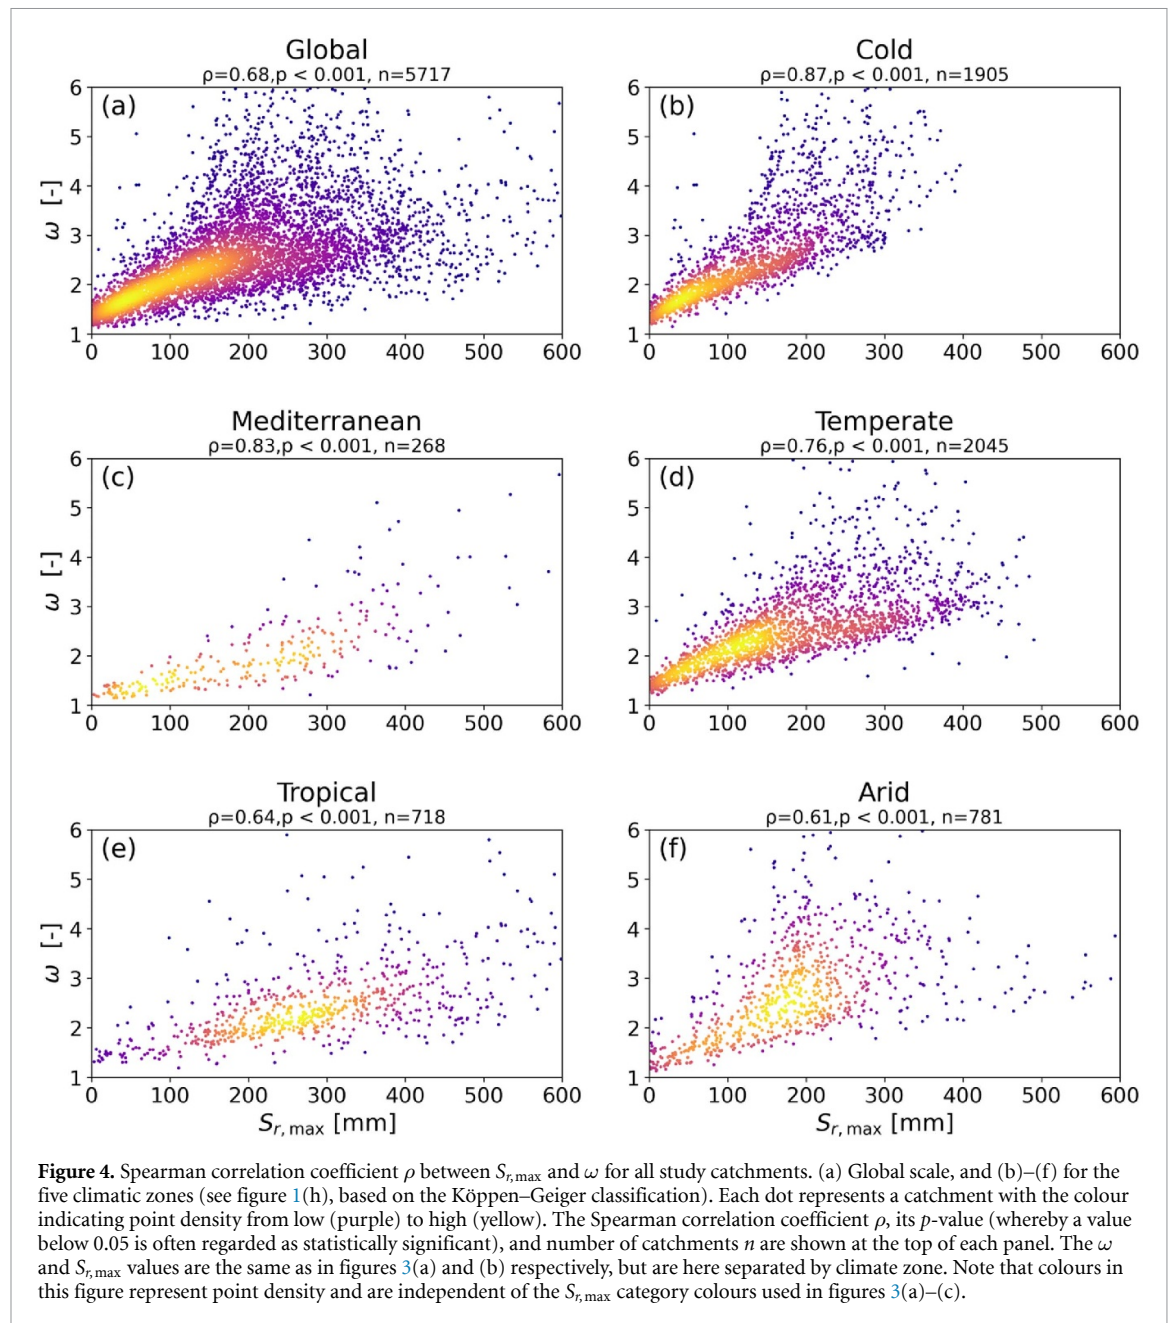 Global
ρ=0.68,p < 0.001, n=5717
(a)
6
5
4
3
2
1
ω [-]
0 100 200 300 400 500 600
Cold
ρ=0.87,p < 0.001, n=1905
(b)
6
5
4
3
2
1
0 100 200 300 400 500 600
Mediterranean
ρ=0.83,p < 0.001, n=268
(c)
6
5
4
3
2
1
ω [-]
0 100 200 300 400 500 600
Temperate
ρ=0.76,p < 0.001, n=2045
(d)
6
5
4
3
2
1
0 100 200 300 400 500 600
Tropical
ρ=0.64,p < 0.001, n=718
(e)
6
5
4
3
2
1
ω [-]
0 100 200 300 400 500 600
S_r, max [mm]
Arid
ρ=0.61,p < 0.001, n=781
(f)
6
5
4
3
2
1
0 100 200 300 400 500 600
S_r, max [mm]
Figure 4. Spearman correlation coefficient ρ between S_r,max and ω for all study catchments. (a) Global scale, and (b)–(f) for the
five climatic zones (see figure 1(h), based on the Köppen–Geiger classification). Each dot represents a catchment with the colour
indicating point density from low (purple) to high (yellow). The Spearman correlation coefficient ρ, its p-value (whereby a value
below 0.05 is often regarded as statistically significant), and number of catchments n are shown at the top of each panel. The ω
and S_r,max values are the same as in figures 3(a) and (b) respectively, but are here separated by climate zone. Note that colours in
this figure represent point density and are independent of the S_r,max category colours used in figures 3(a)–(c).